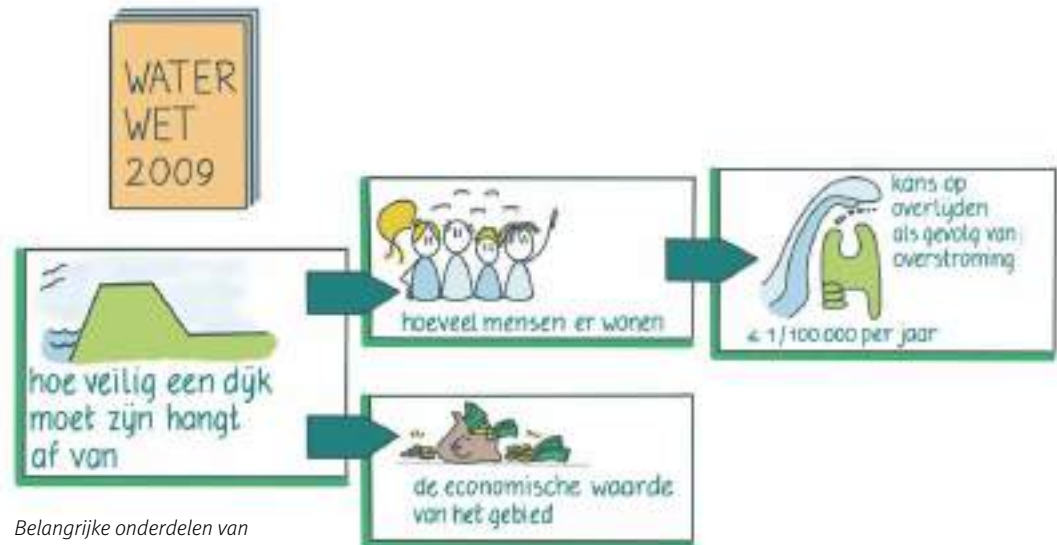 WATER
WET
2009
hoe veilig een dijk
moet zijn hangt
af van
hoeveel mensen er wonen
kans op
overlijden
als gevolg van
overstroming
< 1/100.000 per jaar
de economische waarde
van het gebied
Belangrijke onderdelen van